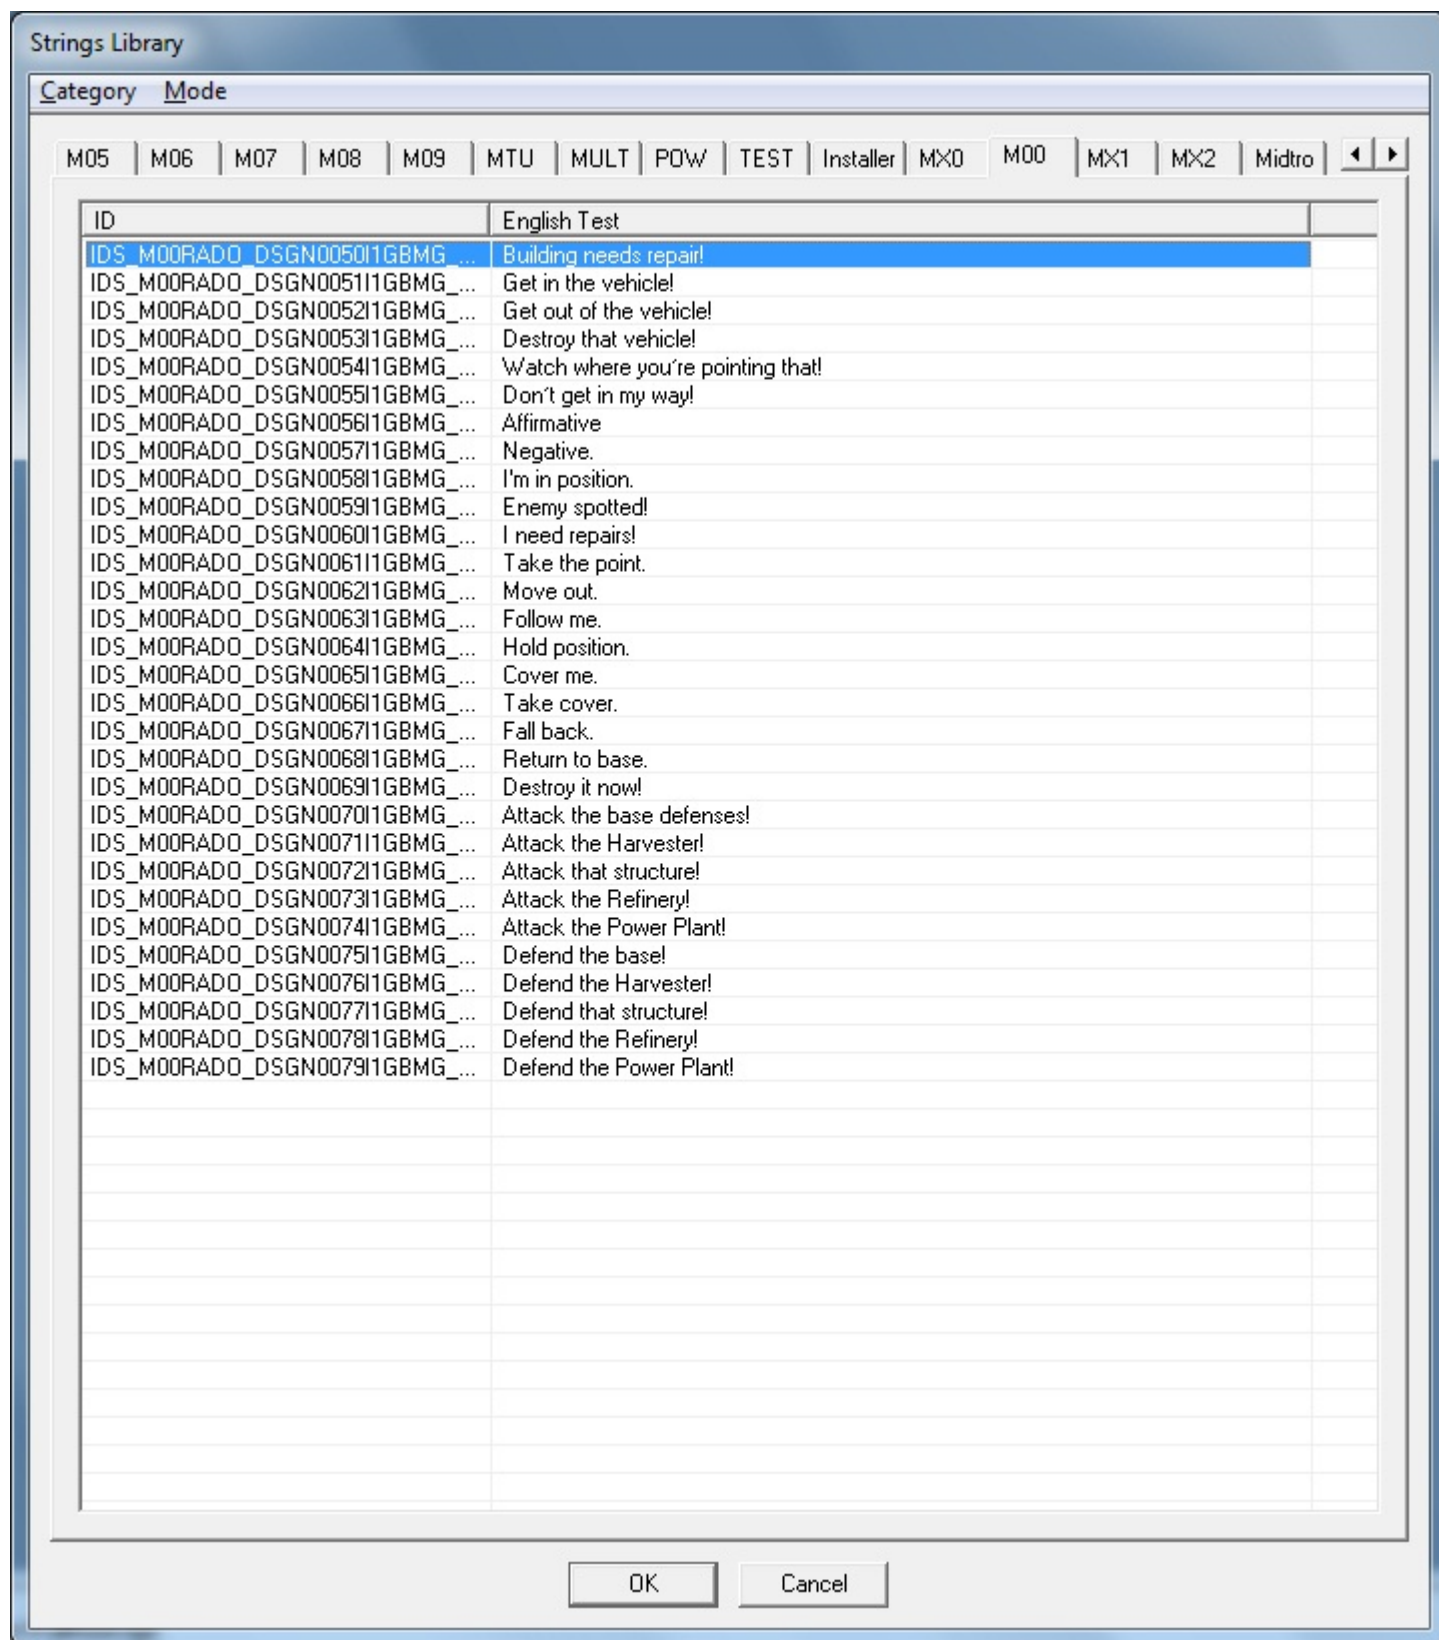 Strings Library
Category Mode
M05 M06 M07 M08 M09 MTU MULT POW TEST Installer MX0 M00 MX1 MX2 Midtro
ID English Test
IDS_M00RADO_DSGN0050I1GBMG_... Building needs repair!
IDS_M00RADO_DSGN0051I1GBMG_... Get in the vehicle!
IDS_M00RADO_DSGN0052I1GBMG_... Get out of the vehicle!
IDS_M00RADO_DSGN0053I1GBMG_... Destroy that vehicle!
IDS_M00RADO_DSGN0054I1GBMG_... Watch where you´re pointing that!
IDS_M00RADO_DSGN0055I1GBMG_... Don´t get in my way!
IDS_M00RADO_DSGN0056I1GBMG_... Affirmative
IDS_M00RADO_DSGN0057I1GBMG_... Negative.
IDS_M00RADO_DSGN0058I1GBMG_... I'm in position.
IDS_M00RADO_DSGN0059I1GBMG_... Enemy spotted!
IDS_M00RADO_DSGN0060I1GBMG_... I need repairs!
IDS_M00RADO_DSGN0061I1GBMG_... Take the point.
IDS_M00RADO_DSGN0062I1GBMG_... Move out.
IDS_M00RADO_DSGN0063I1GBMG_... Follow me.
IDS_M00RADO_DSGN0064I1GBMG_... Hold position.
IDS_M00RADO_DSGN0065I1GBMG_... Cover me.
IDS_M00RADO_DSGN0066I1GBMG_... Take cover.
IDS_M00RADO_DSGN0067I1GBMG_... Fall back.
IDS_M00RADO_DSGN0068I1GBMG_... Return to base.
IDS_M00RADO_DSGN0069I1GBMG_... Destroy it now!
IDS_M00RADO_DSGN0070I1GBMG_... Attack the base defenses!
IDS_M00RADO_DSGN0071I1GBMG_... Attack the Harvester!
IDS_M00RADO_DSGN0072I1GBMG_... Attack that structure!
IDS_M00RADO_DSGN0073I1GBMG_... Attack the Refinery!
IDS_M00RADO_DSGN0074I1GBMG_... Attack the Power Plant!
IDS_M00RADO_DSGN0075I1GBMG_... Defend the base!
IDS_M00RADO_DSGN0076I1GBMG_... Defend the Harvester!
IDS_M00RADO_DSGN0077I1GBMG_... Defend that structure!
IDS_M00RADO_DSGN0078I1GBMG_... Defend the Refinery!
IDS_M00RADO_DSGN0079I1GBMG_... Defend the Power Plant!
OK Cancel